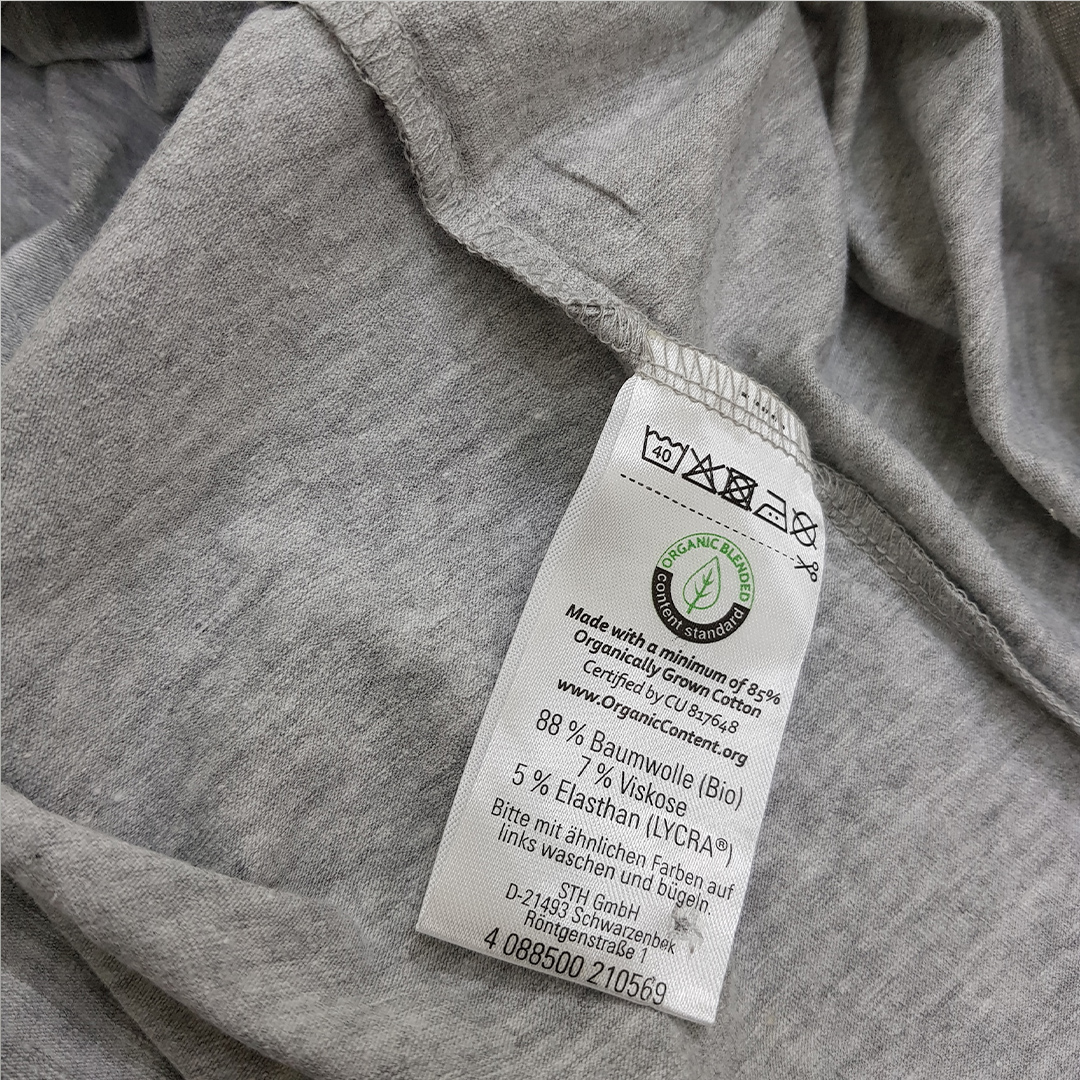 40
ORGANIC BLENDED
content standard
Made with a minimum of 85%
Organically Grown Cotton
Certified by CU 817648
www.OrganicContent.org
88 % Baumwolle (Bio)
7 % Viskose
5 % Elasthan (LYCRA®)
Bitte mit ähnlichen Farben auf
links waschen und bügeln.
STH GmbH
D-21493 Schwarzenbek
Röntgenstraße 1
4 088500 210569